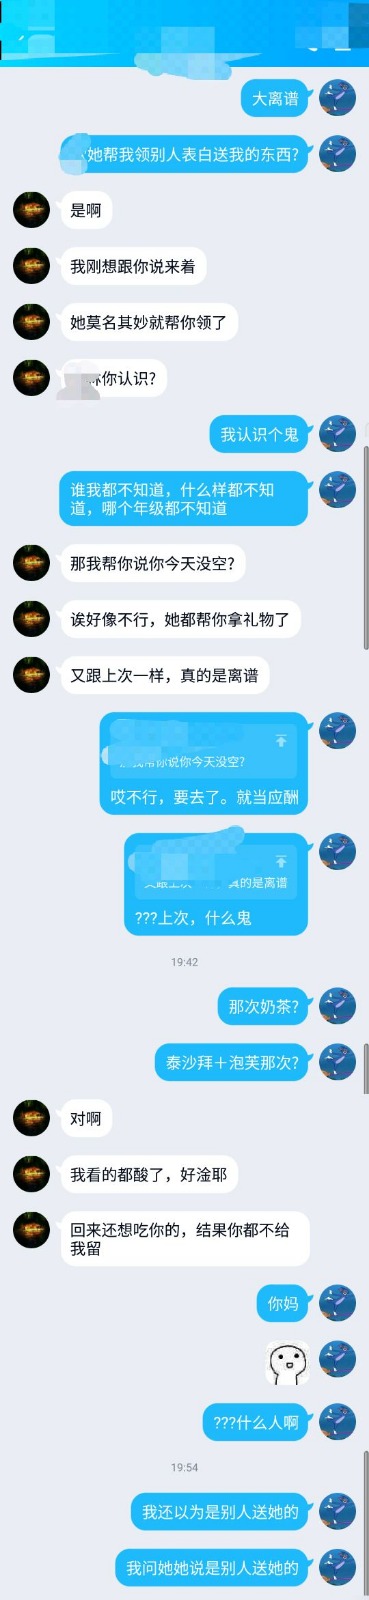 大离谱
她帮我领别人表白送我的东西?
是啊
我刚想跟你说来着
她莫名其妙就帮你领了
你认识?
我认识个鬼
谁我都不知道，什么样都不知
道，哪个年级都不知道
那我帮你说你今天没空?
诶好像不行，她都帮你拿礼物了
又跟上次一样，真的是离谱
我帮你说你今天没空?
哎不行，要去了。就当应酬
真的是离谱
???上次，什么鬼
19:42
那次奶茶?
泰沙拜＋泡芙那次?
对啊
我看的都酸了，好淦耶
回来还想吃你的，结果你都不给
我留
你妈
???什么人啊
19:54
我还以为是别人送她的
我问她她说是别人送她的